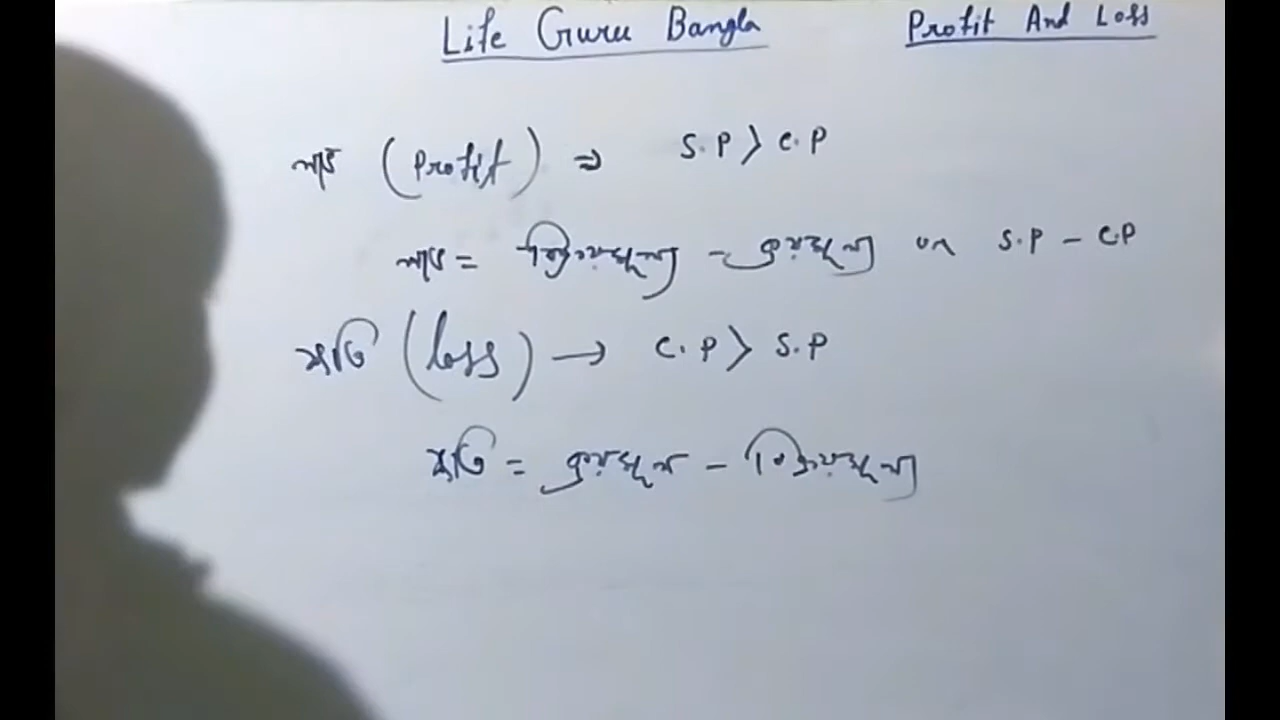 Life Guru Bangla Profit And Loss
লাভ (Profit) ⇒ S.P > C.P
লাভ = বিক্রয়মূল্য - ক্রয়মূল্য or S.P - C.P
ক্ষতি (loss) → C.P > S.P
ক্ষতি = ক্রয়মূল্য - বিক্রয়মূল্য